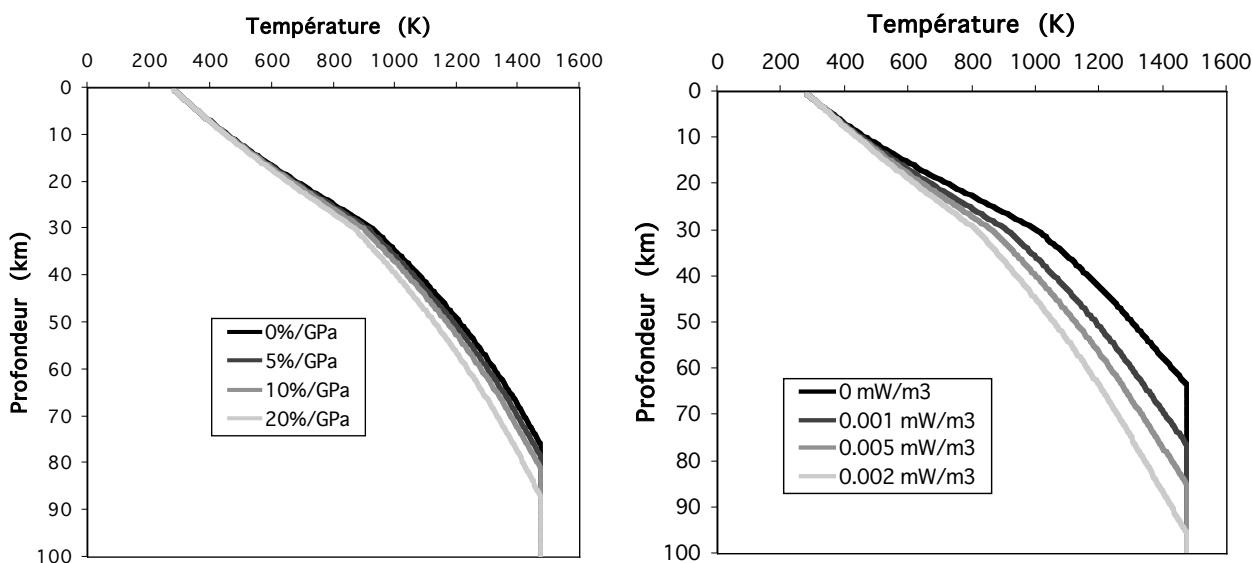 Température (K)
0 200 400 600 800 1000 1200 1400 1600
Profondeur (km)
0
10
20
30
40
50
60
70
80
90
100
0%/GPa
5%/GPa
10%/GPa
20%/GPa
Température (K)
0 200 400 600 800 1000 1200 1400 1600
Profondeur (km)
0
10
20
30
40
50
60
70
80
90
100
0 mW/m3
0.001 mW/m3
0.005 mW/m3
0.002 mW/m3